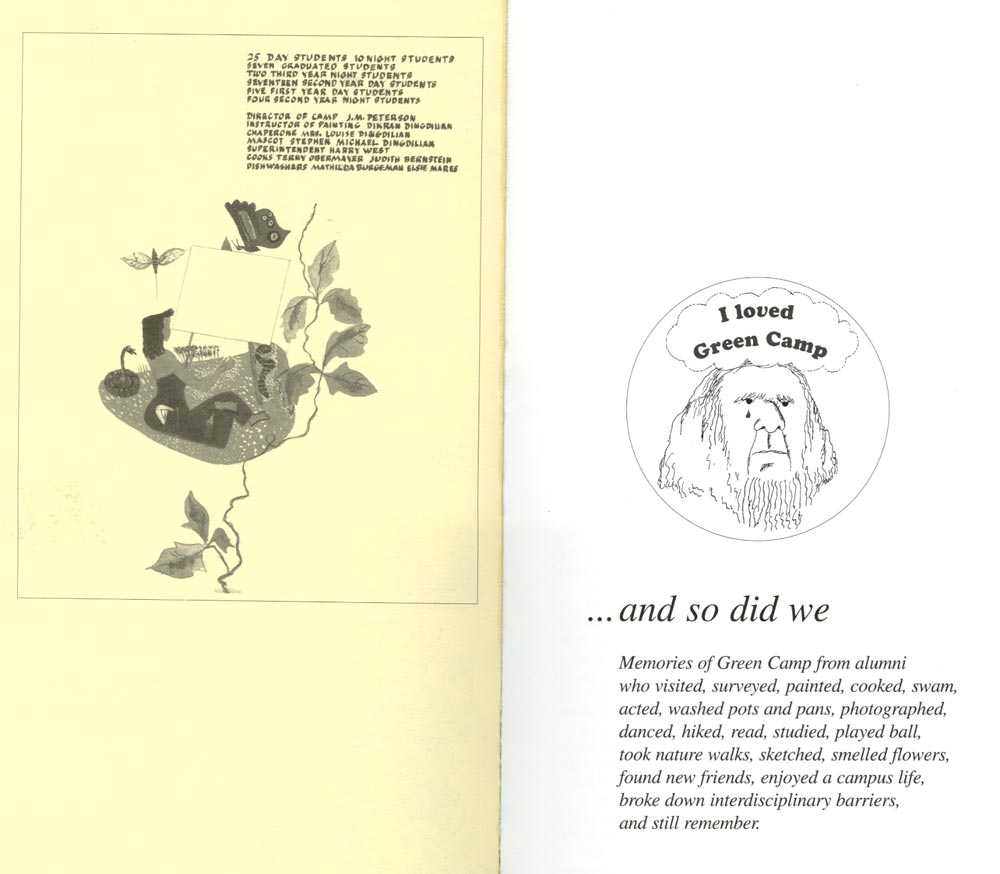 25 DAY STUDENTS 10 NIGHT STUDENTS
SEVEN GRADUATED STUDENTS
TWO THIRD YEAR NIGHT STUDENTS
SEVENTEEN SECOND YEAR DAY STUDENTS
FIVE FIRST YEAR DAY STUDENTS
FOUR SECOND YEAR NIGHT STUDENTS
DIRECTOR OF CAMP J.M. PETERSON
INSTRUCTOR OF PAINTING DIKRAN DINGDILIAN
CHAPERONE MRS. LOUISE DINGDILIAN
MASCOT STEPHEN MICHAEL DINGDILIAN
SUPERINTENDENT HARRY WEST
COOKS TERRY OBERMAYER JUDITH BERNSTEIN
DISHWASHERS MATHILDA BURGEMAN ELSIE MARES
I loved
Green Camp
...and so did we
Memories of Green Camp from alumni
who visited, surveyed, painted, cooked, swam,
acted, washed pots and pans, photographed,
danced, hiked, read, studied, played ball,
took nature walks, sketched, smelled flowers,
found new friends, enjoyed a campus life,
broke down interdisciplinary barriers,
and still remember.